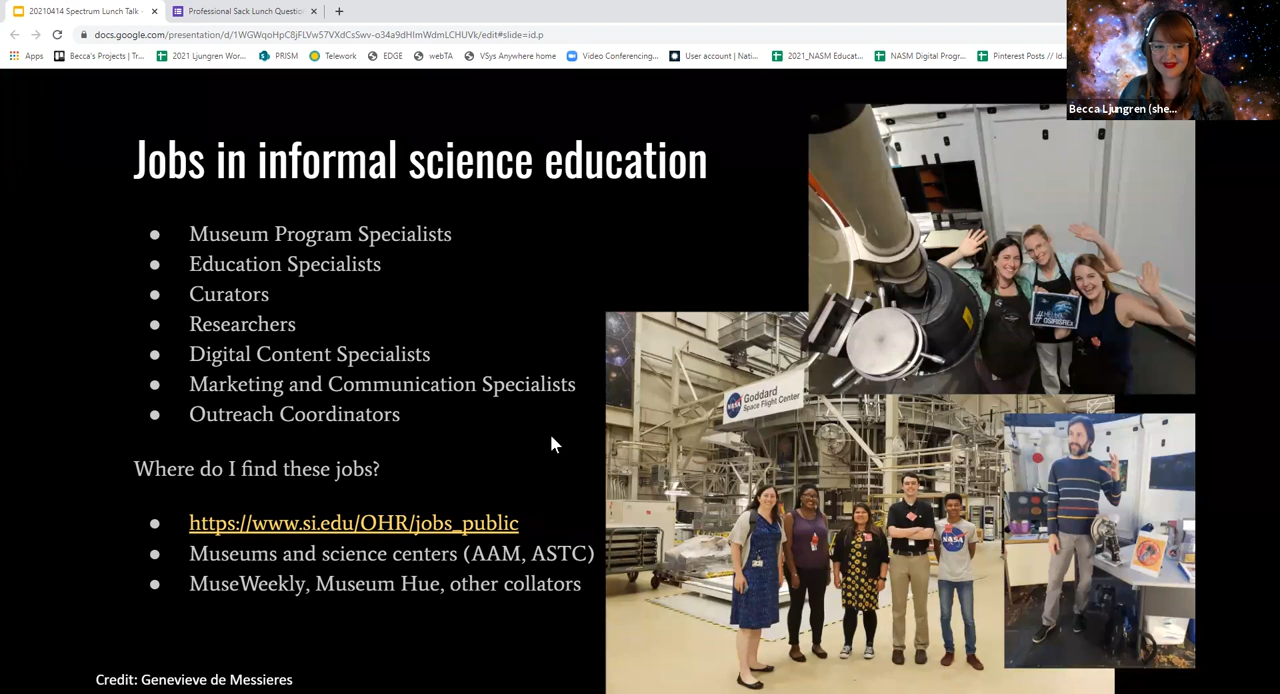 20210414 Spectrum Lunch Talk -
Professional Sack Lunch Questio
docs.google.com/presentation/d/1WGWqoHpC8jFLVw57VXdCsSwv-o34a9dHImWdmLCHUVk/edit#slide=id.p
Apps
Becca's Projects | Tr...
2021 Ljungren Wor...
PRISM
Telework
EDGE
webTA
VSys Anywhere home
Video Conferencing...
User account | Nati...
2021_NASM Educat...
NASM Digital Progr...
Pinterest Posts // Id...
Becca Ljungren (she...
Jobs in informal science education
● Museum Program Specialists
● Education Specialists
● Curators
● Researchers
● Digital Content Specialists
● Marketing and Communication Specialists
● Outreach Coordinators
Where do I find these jobs?
● https://www.si.edu/OHR/jobs_public
● Museums and science centers (AAM, ASTC)
● MuseWeekly, Museum Hue, other collators
#HELLO
OSIRISREx
NASA
Goddard
Space Flight Center
NASA
Credit: Genevieve de Messieres